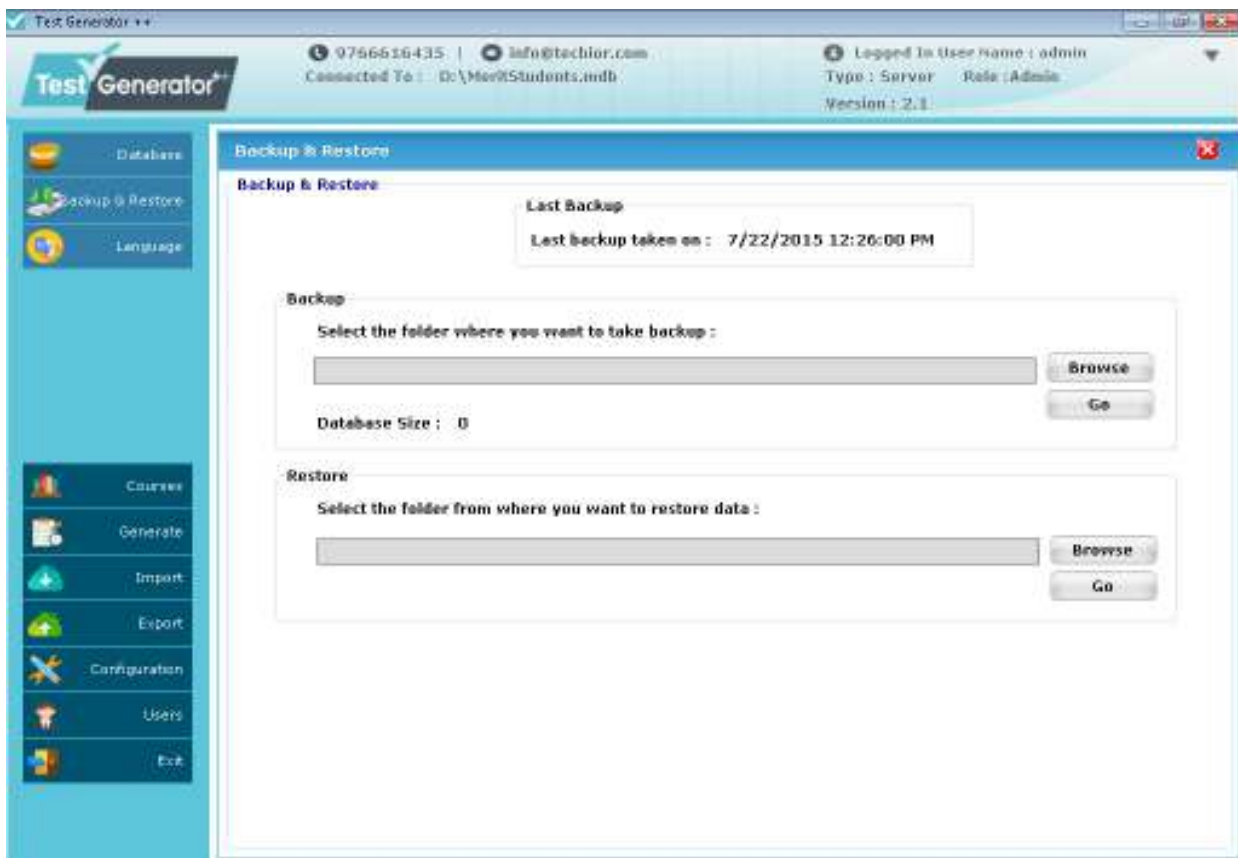 Test Generator ++
Test Generator++
9766616435 | info@techior.com
Connected To : D:\MeritStudents.mdb
Logged In User Name : admin
Type : Server Role :Admin
Version : 2.1
Database
Backup & Restore
Language
Courses
Generate
Import
Export
Configuration
Users
Exit
Backup & Restore
Backup & Restore
Last Backup
Last backup taken on : 7/22/2015 12:26:00 PM
Backup
Select the folder where you want to take backup :
Browse
Go
Database Size : 0
Restore
Select the folder from where you want to restore data :
Browse
Go